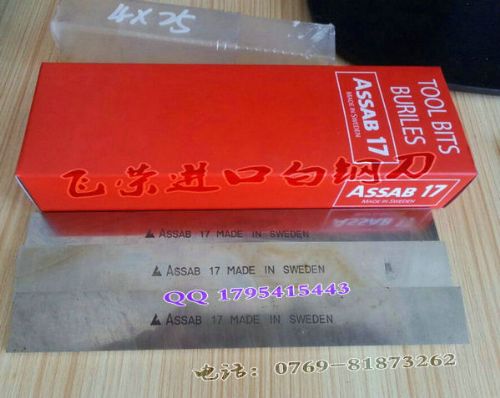 4X25
TOOL BITS
BURILES
ASSAB 17
MADE IN SWEDEN
ASSAB 17
MADE IN SWEDEN
飞荣进口白钢刀
ASSAB 17 MADE IN SWEDEN
ASSAB 17 MADE IN SWEDEN
QQ 1795415443
ASSAB 17 MADE IN SWEDEN
电话: 0769-81873262